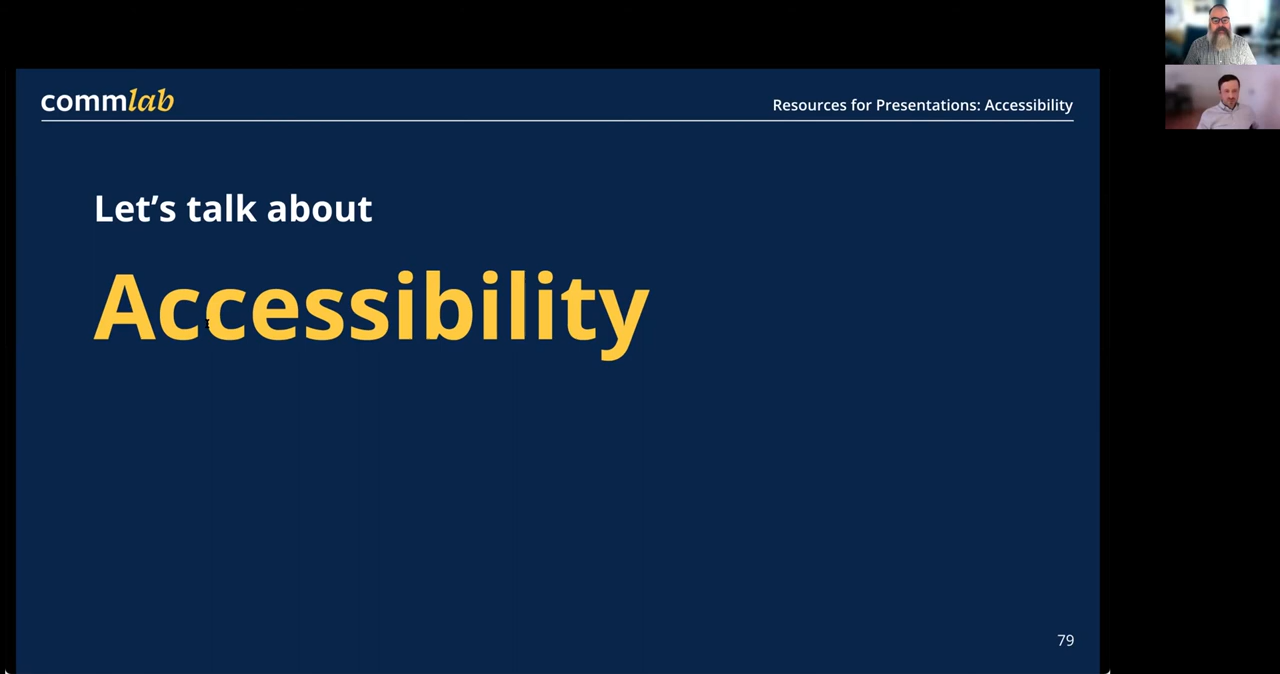 commlab
Resources for Presentations: Accessibility
Let's talk about
Accessibility
79